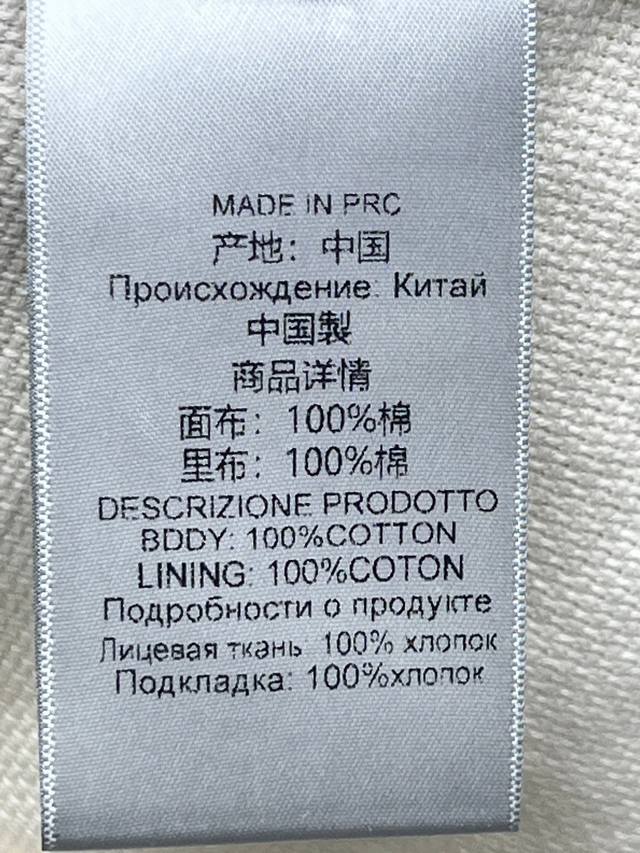 MADE IN PRC
产地：中国
Происхождение: Китай
中国製
商品详情
面布：100%棉
里布：100%棉
DESCRIZIONE PRODOTTO
BDDY: 100%COTTON
LINING: 100%COTON
Подробности о продукте
Лицевая ткань 100% хлопок
Подкладка: 100%хлопок